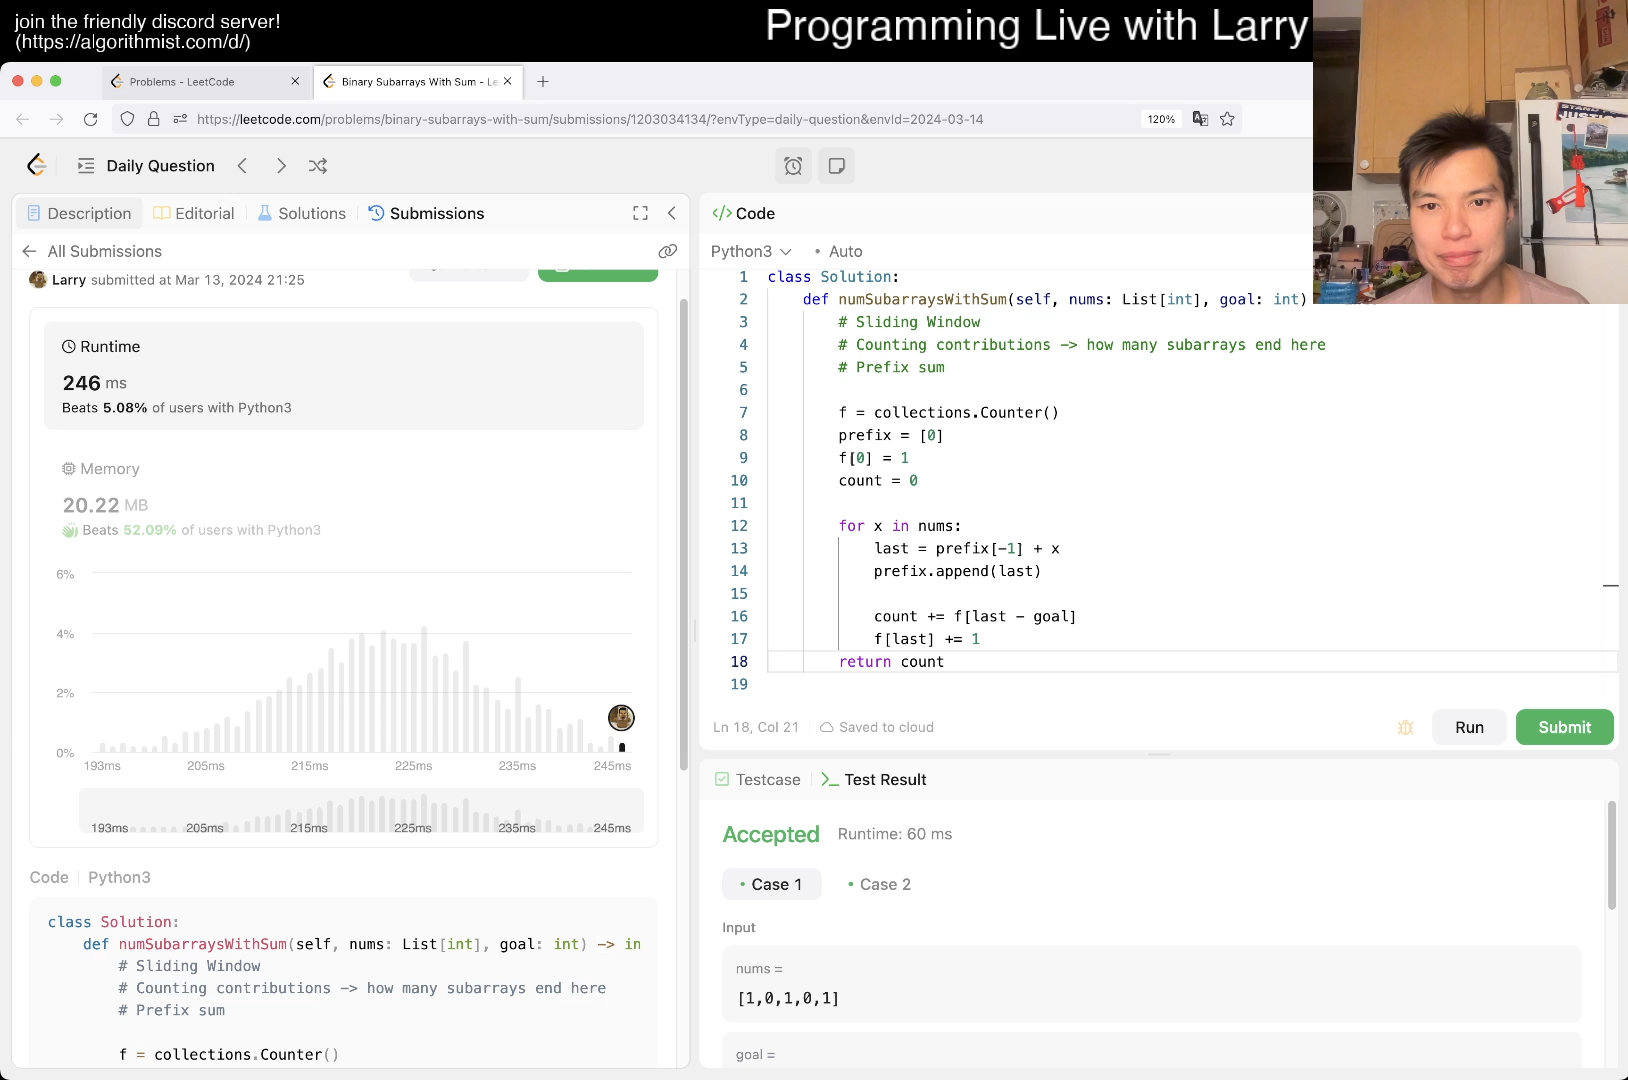 join the friendly discord server!
(https://algorithmist.com/d/)
Programming Live with Larry
Problems - LeetCode
Binary Subarrays With Sum - Le
https://leetcode.com/problems/binary-subarrays-with-sum/submissions/1203034134/?envType=daily-question&envId=2024-03-14
120%
Daily Question
Description
Editorial
Solutions
Submissions
All Submissions
Larry submitted at Mar 13, 2024 21:25
Runtime
246 ms
Beats 5.08% of users with Python3
Memory
20.22 MB
Beats 52.09% of users with Python3
6%
4%
2%
0%
193ms 205ms 215ms 225ms 235ms 245ms
193ms 205ms 215ms 225ms 235ms 245ms
Code | Python3
class Solution:
def numSubarraysWithSum(self, nums: List[int], goal: int) -> in
# Sliding Window
# Counting contributions -> how many subarrays end here
# Prefix sum
f = collections.Counter()
</> Code
Python3 • Auto
1 class Solution:
2 def numSubarraysWithSum(self, nums: List[int], goal: int)
3 # Sliding Window
4 # Counting contributions -> how many subarrays end here
5 # Prefix sum
6
7 f = collections.Counter()
8 prefix = [0]
9 f[0] = 1
10 count = 0
11
12 for x in nums:
13 last = prefix[-1] + x
14 prefix.append(last)
15
16 count += f[last - goal]
17 f[last] += 1
18 return count
19
Ln 18, Col 21
Saved to cloud
Run
Submit
Testcase
Test Result
Accepted Runtime: 60 ms
• Case 1 • Case 2
Input
nums =
[1,0,1,0,1]
goal =